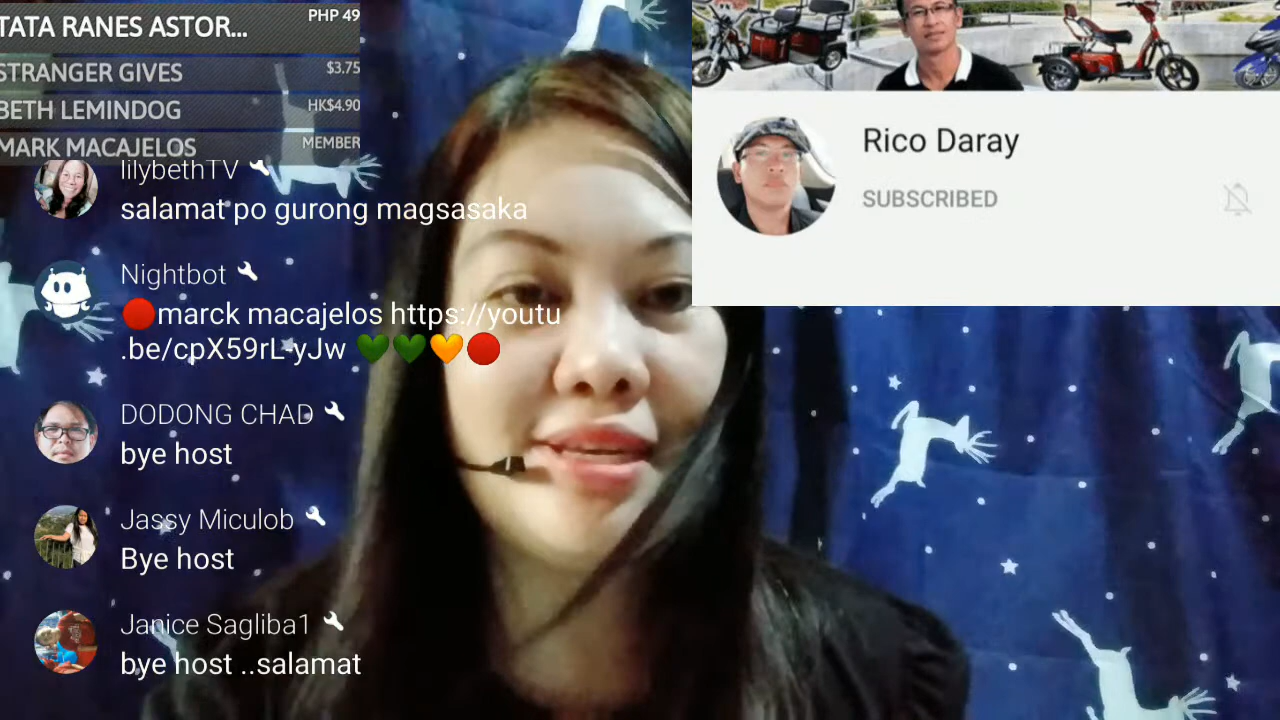 TATA RANES ASTOR... PHP 49
STRANGER GIVES $3.75
BETH LEMINDOG HK$4.90
MARK MACAJELOS MEMBER
lilybethTV
salamat po gurong magsasaka
Nightbot
🔴marck macajelos https://youtu
.be/cpX59rL-yJw 💚💚🧡🔴
DODONG CHAD
bye host
Jassy Miculob
Bye host
Janice Sagliba1
bye host ..salamat
Rico Daray
SUBSCRIBED